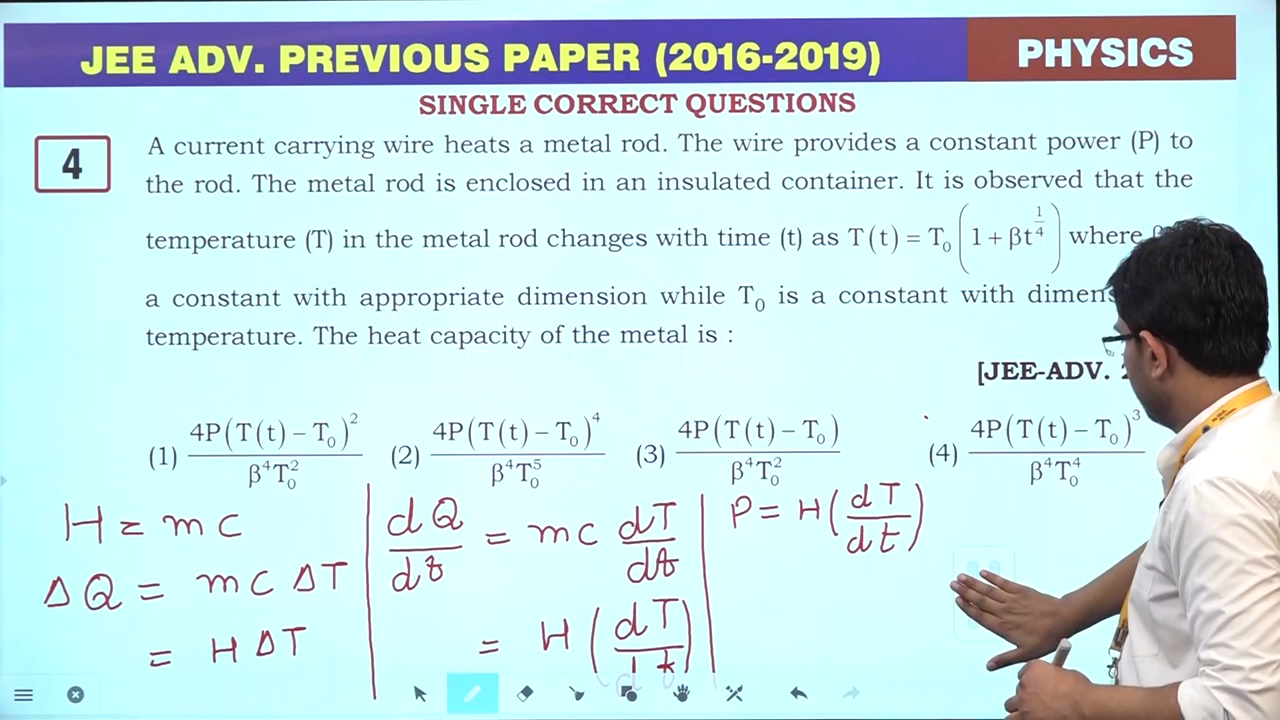 JEE ADV. PREVIOUS PAPER (2016-2019) PHYSICS
SINGLE CORRECT QUESTIONS
4
A current carrying wire heats a metal rod. The wire provides a constant power (P) to
the rod. The metal rod is enclosed in an insulated container. It is observed that the
temperature (T) in the metal rod changes with time (t) as T(t) = T₀(1 + βt^(1/4)) where
a constant with appropriate dimension while T₀ is a constant with
temperature. The heat capacity of the metal is :
[JEE-ADV.
(1) 4P(T(t) − T₀)² / β⁴T₀² (2) 4P(T(t) − T₀)⁴ / β⁴T₀⁵ (3) 4P(T(t) − T₀) / β⁴T₀² (4) 4P(T(t) − T₀)³ / β⁴T₀⁴
H = mc
ΔQ = mc ΔT
= H ΔT
dQ/dt = mc dT/dt
= H (dT/dt)
P = H (dT/dt)